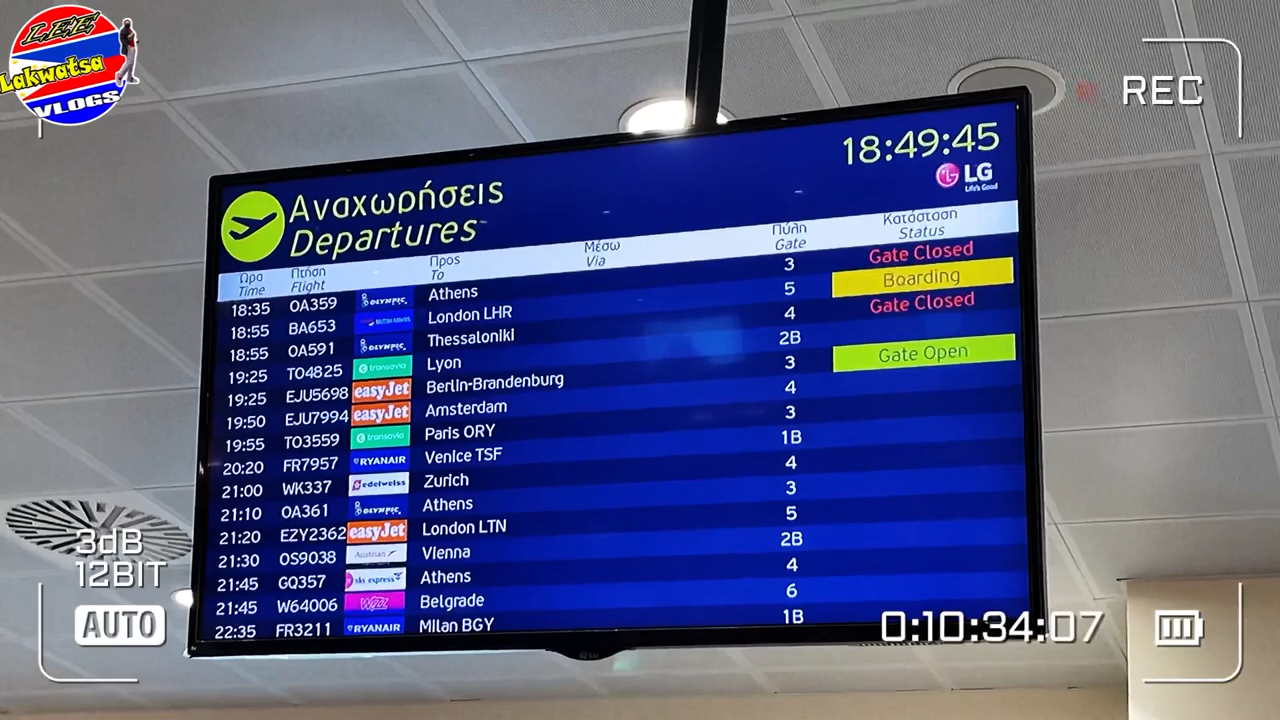 LEE
Lakwatsa
VLOGS
REC
18:49:45
LG
Life's Good
Αναχωρήσεις
Departures
Ώρα Πτήση Προς Μέσω Πύλη Κατάσταση
Time Flight To Via Gate Status
18:35 OA359 OLYMPIC Athens 3 Gate Closed
18:55 BA653 BRITISH AIRWAYS London LHR 5 Boarding
18:55 OA591 OLYMPIC Thessaloniki 4 Gate Closed
19:25 TO4825 transavia Lyon 2B
19:25 EJU5698 easyJet Berlin-Brandenburg 3 Gate Open
19:50 EJU7994 easyJet Amsterdam 4
19:55 TO3559 transavia Paris ORY 3
20:20 FR7957 RYANAIR Venice TSF 1B
21:00 WK337 edelweiss Zurich 4
21:10 OA361 OLYMPIC Athens 3
21:20 EZY2362 easyJet London LTN 5
21:30 OS9038 Austrian Vienna 2B
21:45 GQ357 sky express Athens 4
21:45 W64006 Wizz Belgrade 6
22:35 FR3211 RYANAIR Milan BGY 1B
LG
3dB
12BIT
AUTO
0:10:34:07